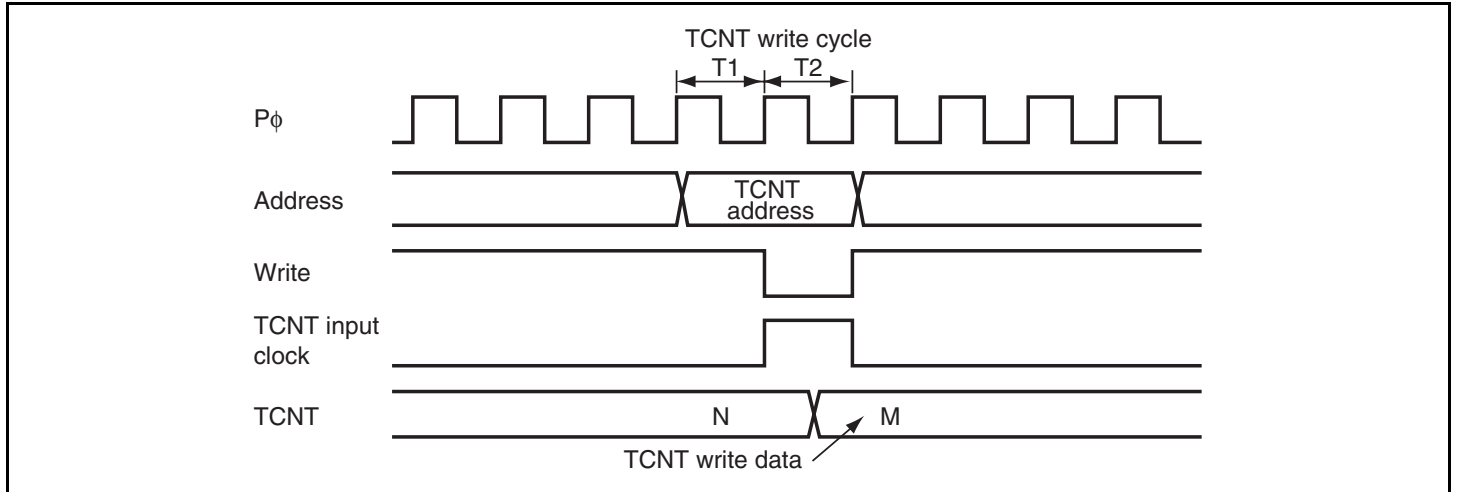 TCNT write cycle
T1 T2
Pϕ
Address
TCNT
address
Write
TCNT input
clock
TCNT
N M
TCNT write data